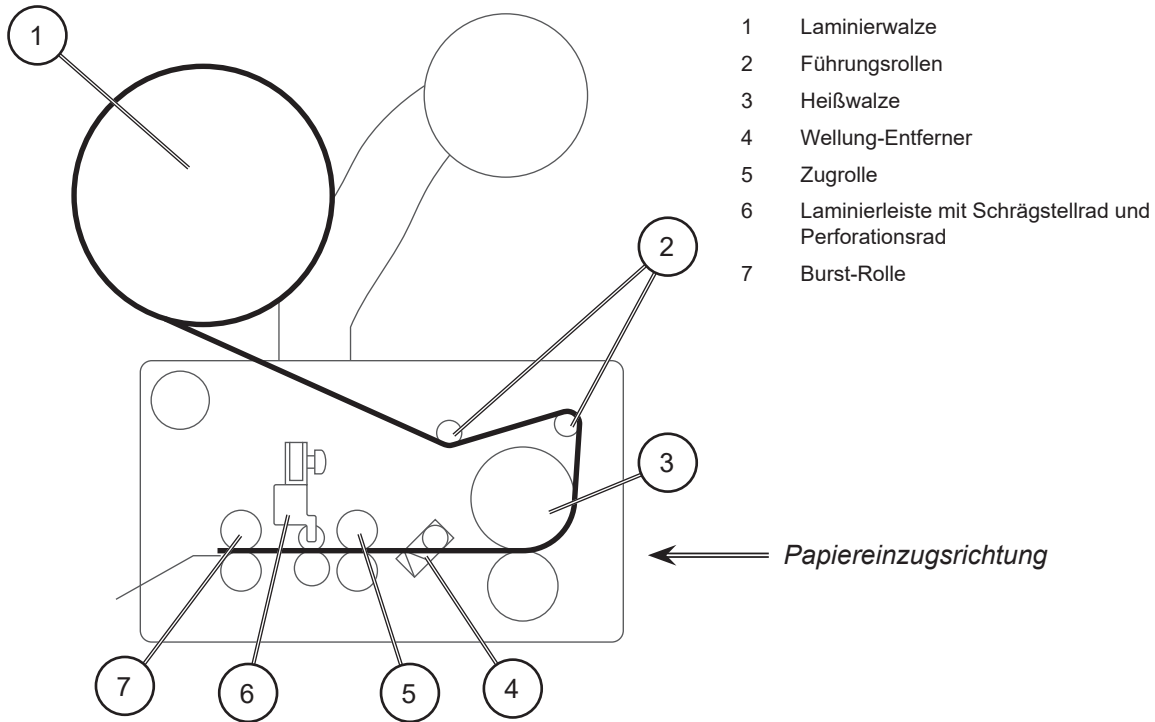 1
1 Laminierwalze
2 Führungsrollen
3 Heißwalze
4 Wellung-Entferner
5 Zugrolle
6 Laminierleiste mit Schrägstellrad und
Perforationsrad
7 Burst-Rolle
2
3
Papiereinzugsrichtung
7
6
5
4